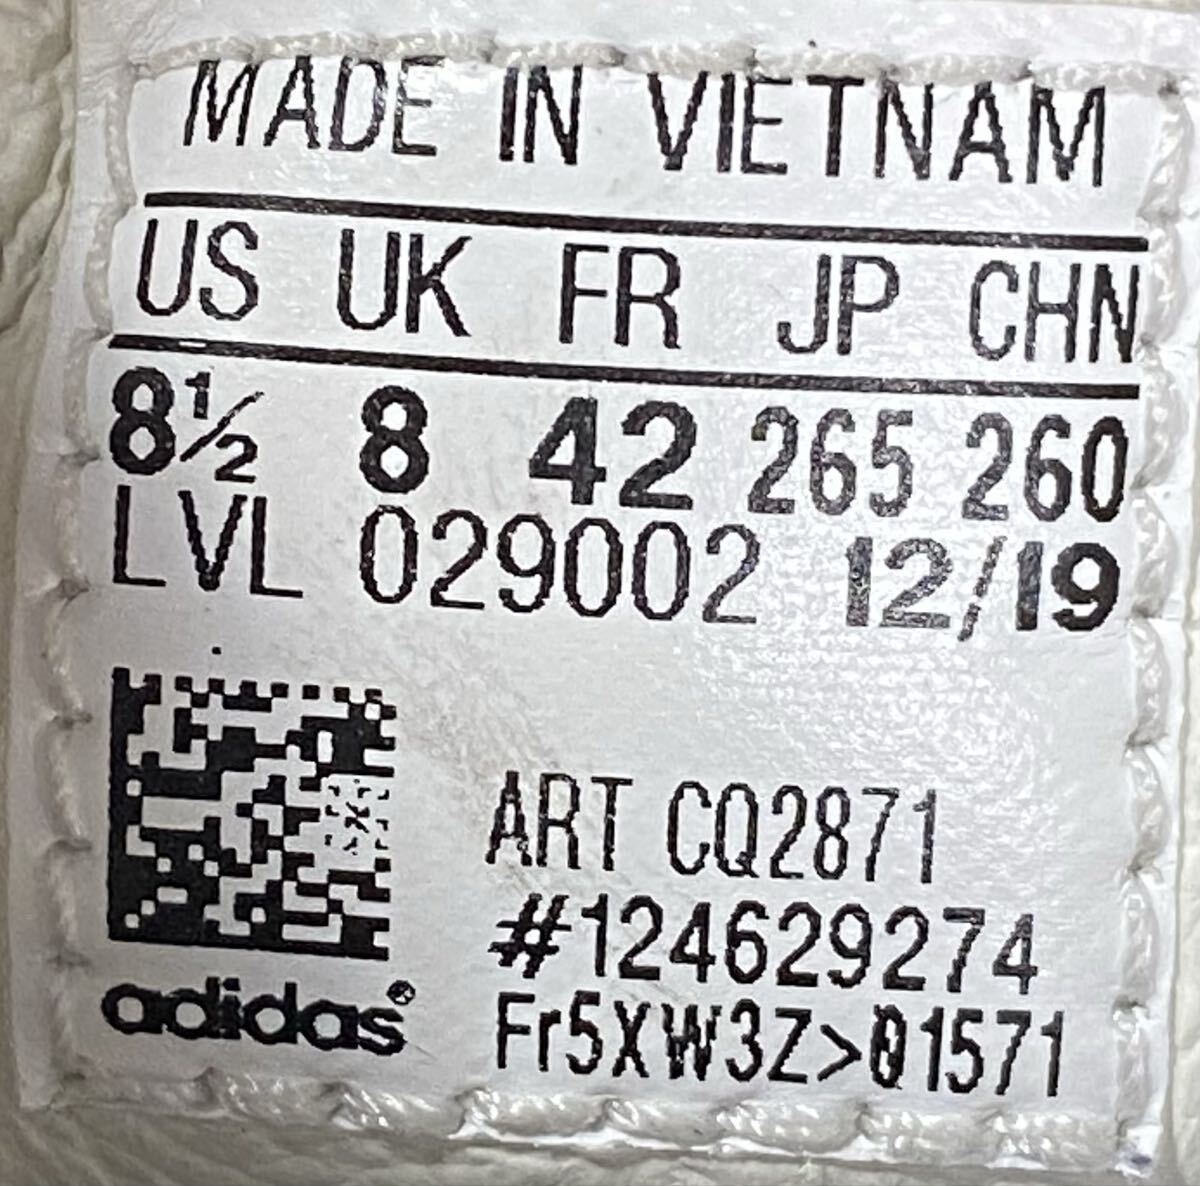 MADE IN VIETNAM
US UK FR JP CHN
8½ 8 42 265 260
LVL 029002 12/19
ART CQ2871
#124629274
adidas®
Fr5XW3Z>01571